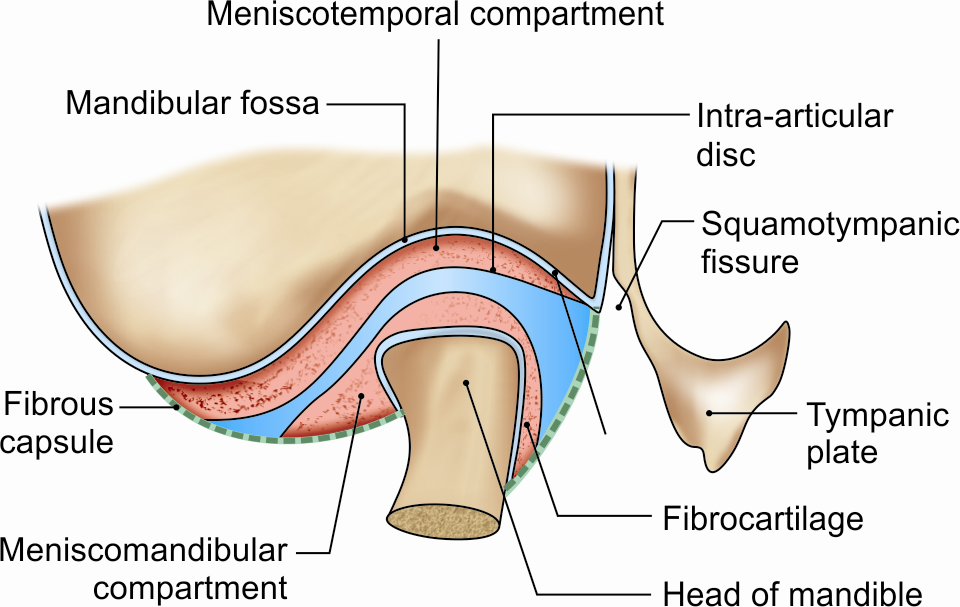 Meniscotemporal compartment
Mandibular fossa
Intra-articular
disc
Squamotympanic
fissure
Fibrous
capsule
Tympanic
plate
Fibrocartilage
Meniscomandibular
compartment
Head of mandible